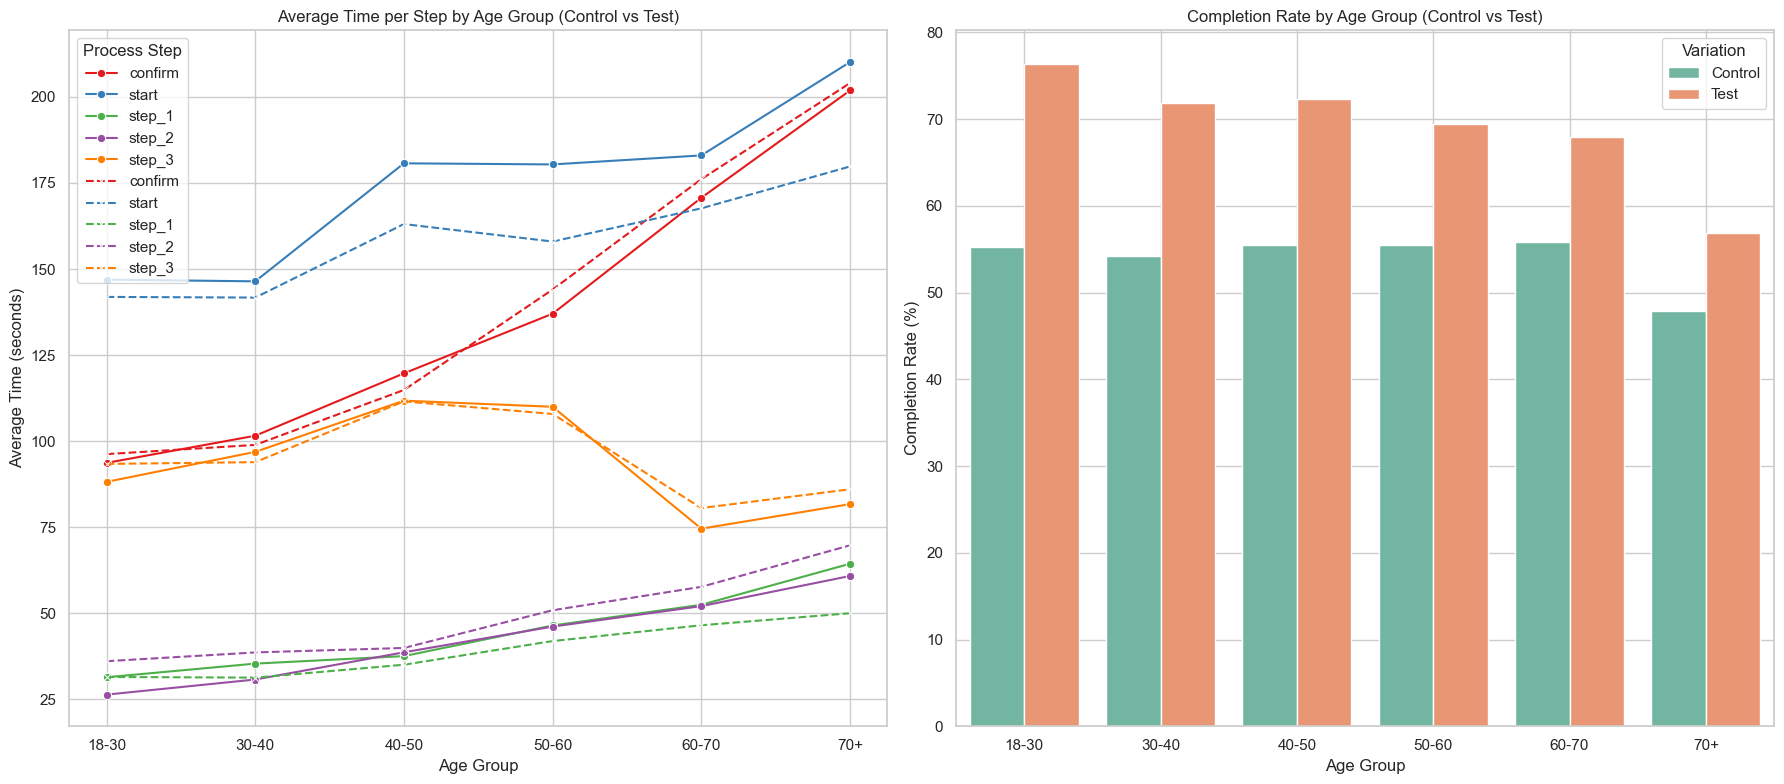 Average Time per Step by Age Group (Control vs Test)
Process Step
confirm
start
step_1
step_2
step_3
confirm
start
step_1
step_2
step_3
200
175
150
125
100
75
50
25
Average Time (seconds)
18-30
30-40
40-50
50-60
60-70
70+
Age Group
Completion Rate by Age Group (Control vs Test)
Variation
Control
Test
80
70
60
50
40
30
20
10
0
Completion Rate (%)
18-30
30-40
40-50
50-60
60-70
70+
Age Group